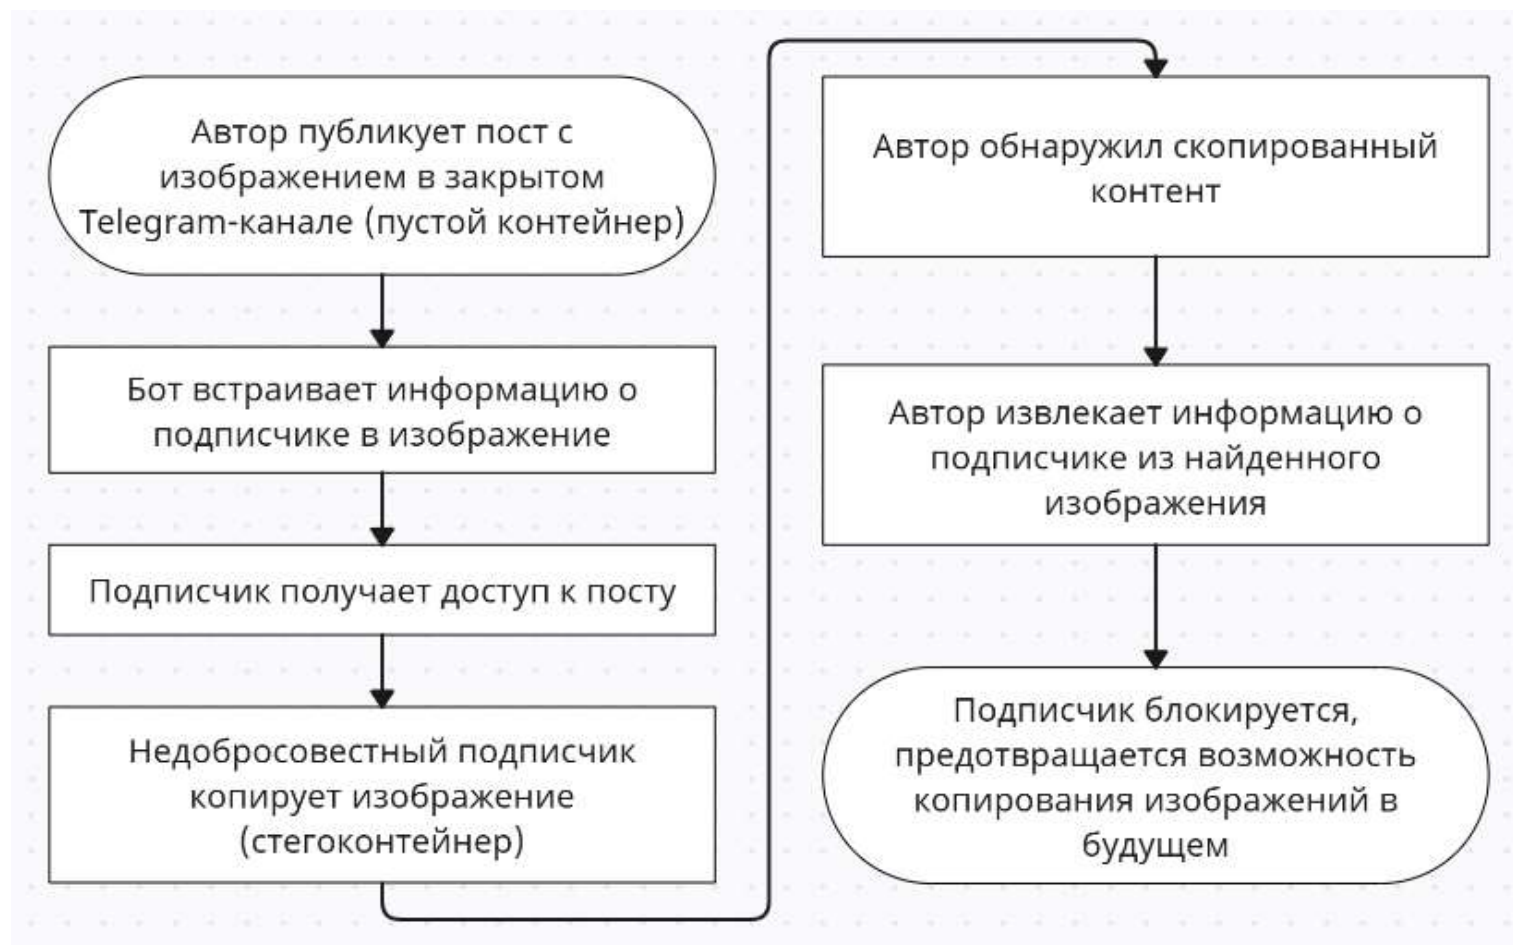 Автор публикует пост с
изображением в закрытом
Telegram-канале (пустой контейнер)
Бот встраивает информацию о
подписчике в изображение
Подписчик получает доступ к посту
Недобросовестный подписчик
копирует изображение
(стегоконтейнер)
Автор обнаружил скопированный
контент
Автор извлекает информацию о
подписчике из найденного
изображения
Подписчик блокируется,
предотвращается возможность
копирования изображений в
будущем